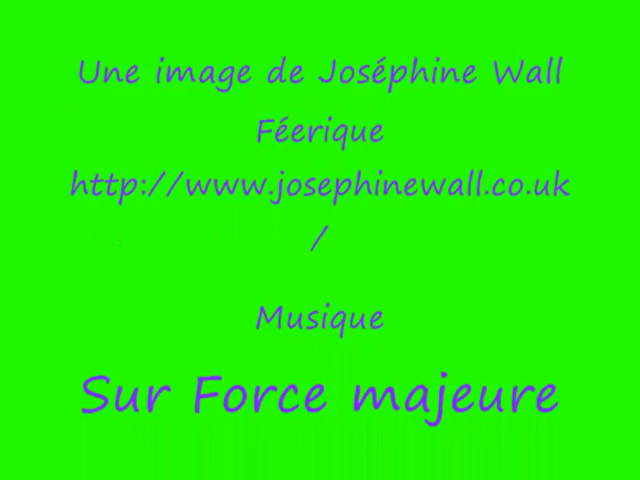 Une image de Joséphine Wall
Féerique
http://www.josephinewall.co.uk
/
Musique
Sur Force majeure